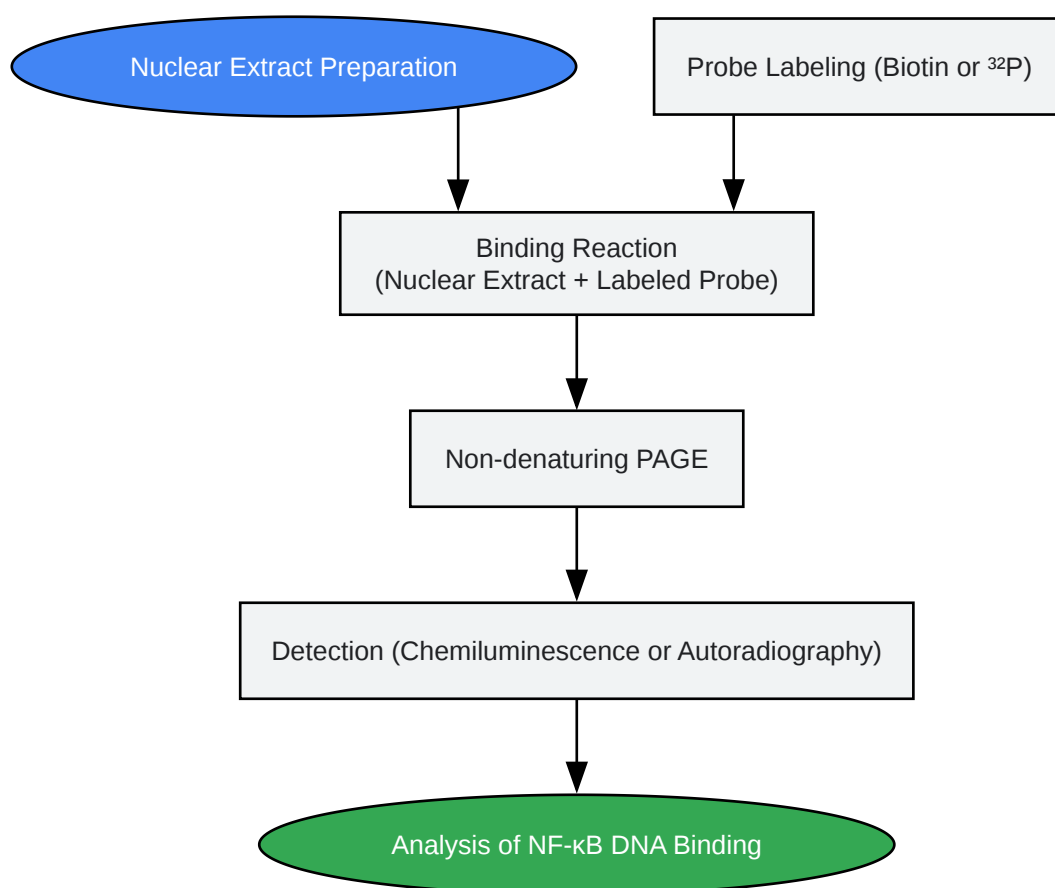 Nuclear Extract Preparation
Probe Labeling (Biotin or ³²P)
Binding Reaction
(Nuclear Extract + Labeled Probe)
Non-denaturing PAGE
Detection (Chemiluminescence or Autoradiography)
Analysis of NF-κB DNA Binding